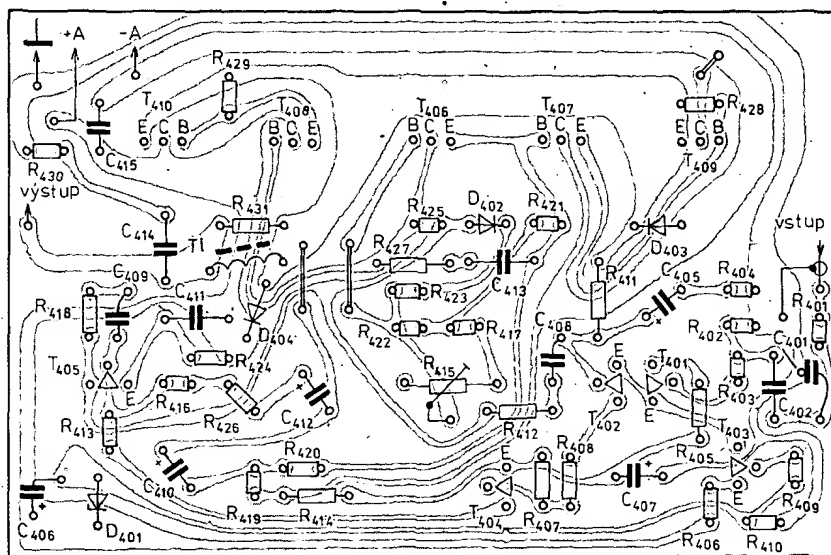 +A
-A
R429
T410
E C B
T408
B C E
T406
B C E
T407
B C E
R428
E C B
T409
C415
R430
výstup
R431
C414
Tl
D402
R421
R425
D403
vstup
R427
C413
R411
C405
R404
R401
C409
R418
C411
R423
D404
R422
R417
C408
R402
C401
R424
T405
E
R415
E
T401
R416
C412
T402
E
R403
C402
R413
R426
R412
T403
C410
R420
E
R408
R405
R419
R414
T404
R407
C407
E
R409
C406
D401
R406
R410